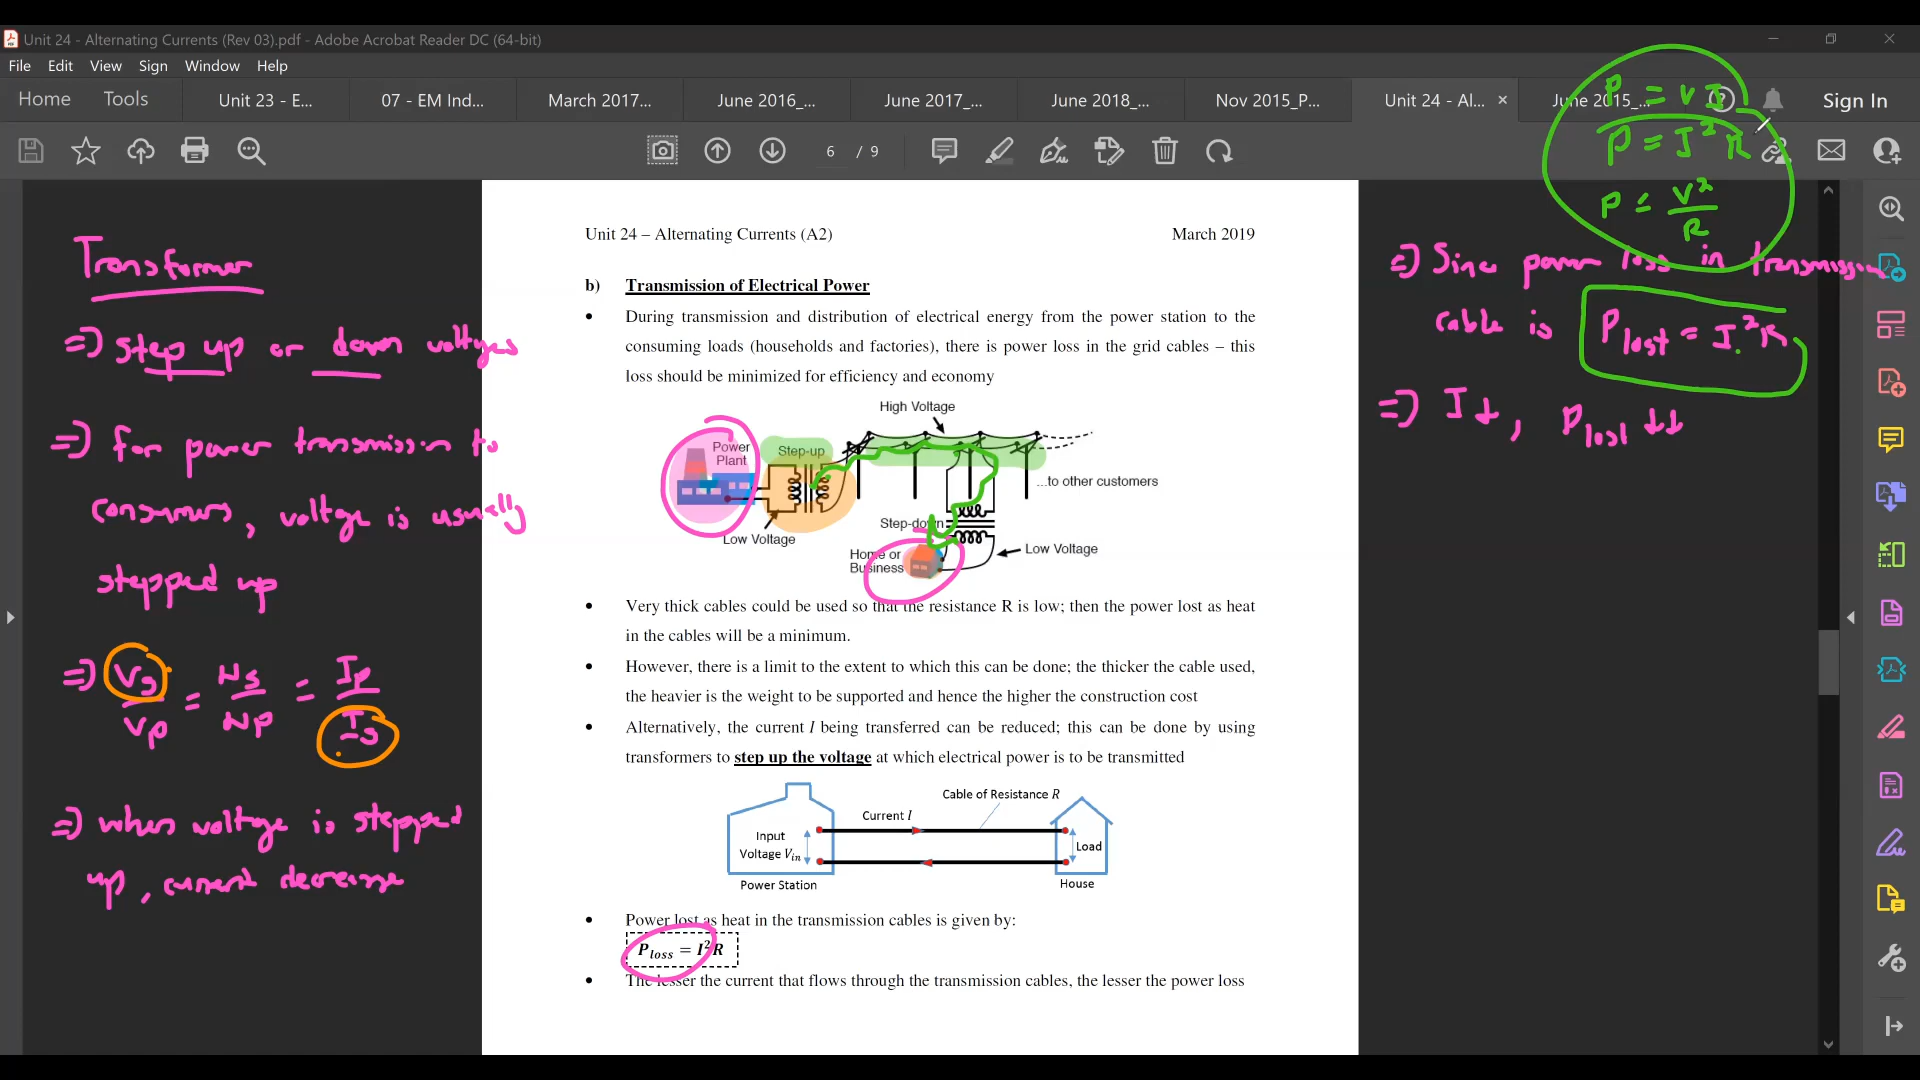 Unit 24 - Alternating Currents (Rev 03).pdf - Adobe Acrobat Reader DC (64-bit)
File Edit View Sign Window Help
Home Tools Unit 23 - E... 07 - EM Ind... March 2017... June 2016_... June 2017_... June 2018_... Nov 2015_P... Unit 24 - Al... × June 2015_... Sign In
6 / 9
P = VI
P = I²R
P = V²/R
Transformer
=) step up or down voltages
=) for power transmission to
consumers, voltage is usually
stepped up
=) Vs/Vp = Ns/Np = Ip/Is
=) when voltage is stepped
up, current decrease
Unit 24 – Alternating Currents (A2) March 2019
b) Transmission of Electrical Power
• During transmission and distribution of electrical energy from the power station to the
consuming loads (households and factories), there is power loss in the grid cables – this
loss should be minimized for efficiency and economy
High Voltage
Power
Plant
Step-up
...to other customers
Step-down
Low Voltage
Home or
Business
Low Voltage
• Very thick cables could be used so that the resistance R is low; then the power lost as heat
in the cables will be a minimum.
• However, there is a limit to the extent to which this can be done; the thicker the cable used,
the heavier is the weight to be supported and hence the higher the construction cost
• Alternatively, the current I being transferred can be reduced; this can be done by using
transformers to step up the voltage at which electrical power is to be transmitted
Cable of Resistance R
Current I
Input
Voltage Vin
Load
Power Station
House
• Power lost as heat in the transmission cables is given by:
Ploss = I²R
• The lesser the current that flows through the transmission cables, the lesser the power loss
=) Since power loss in transmission
cable is Plost = I²R
=) I↓, Plost ↓↓